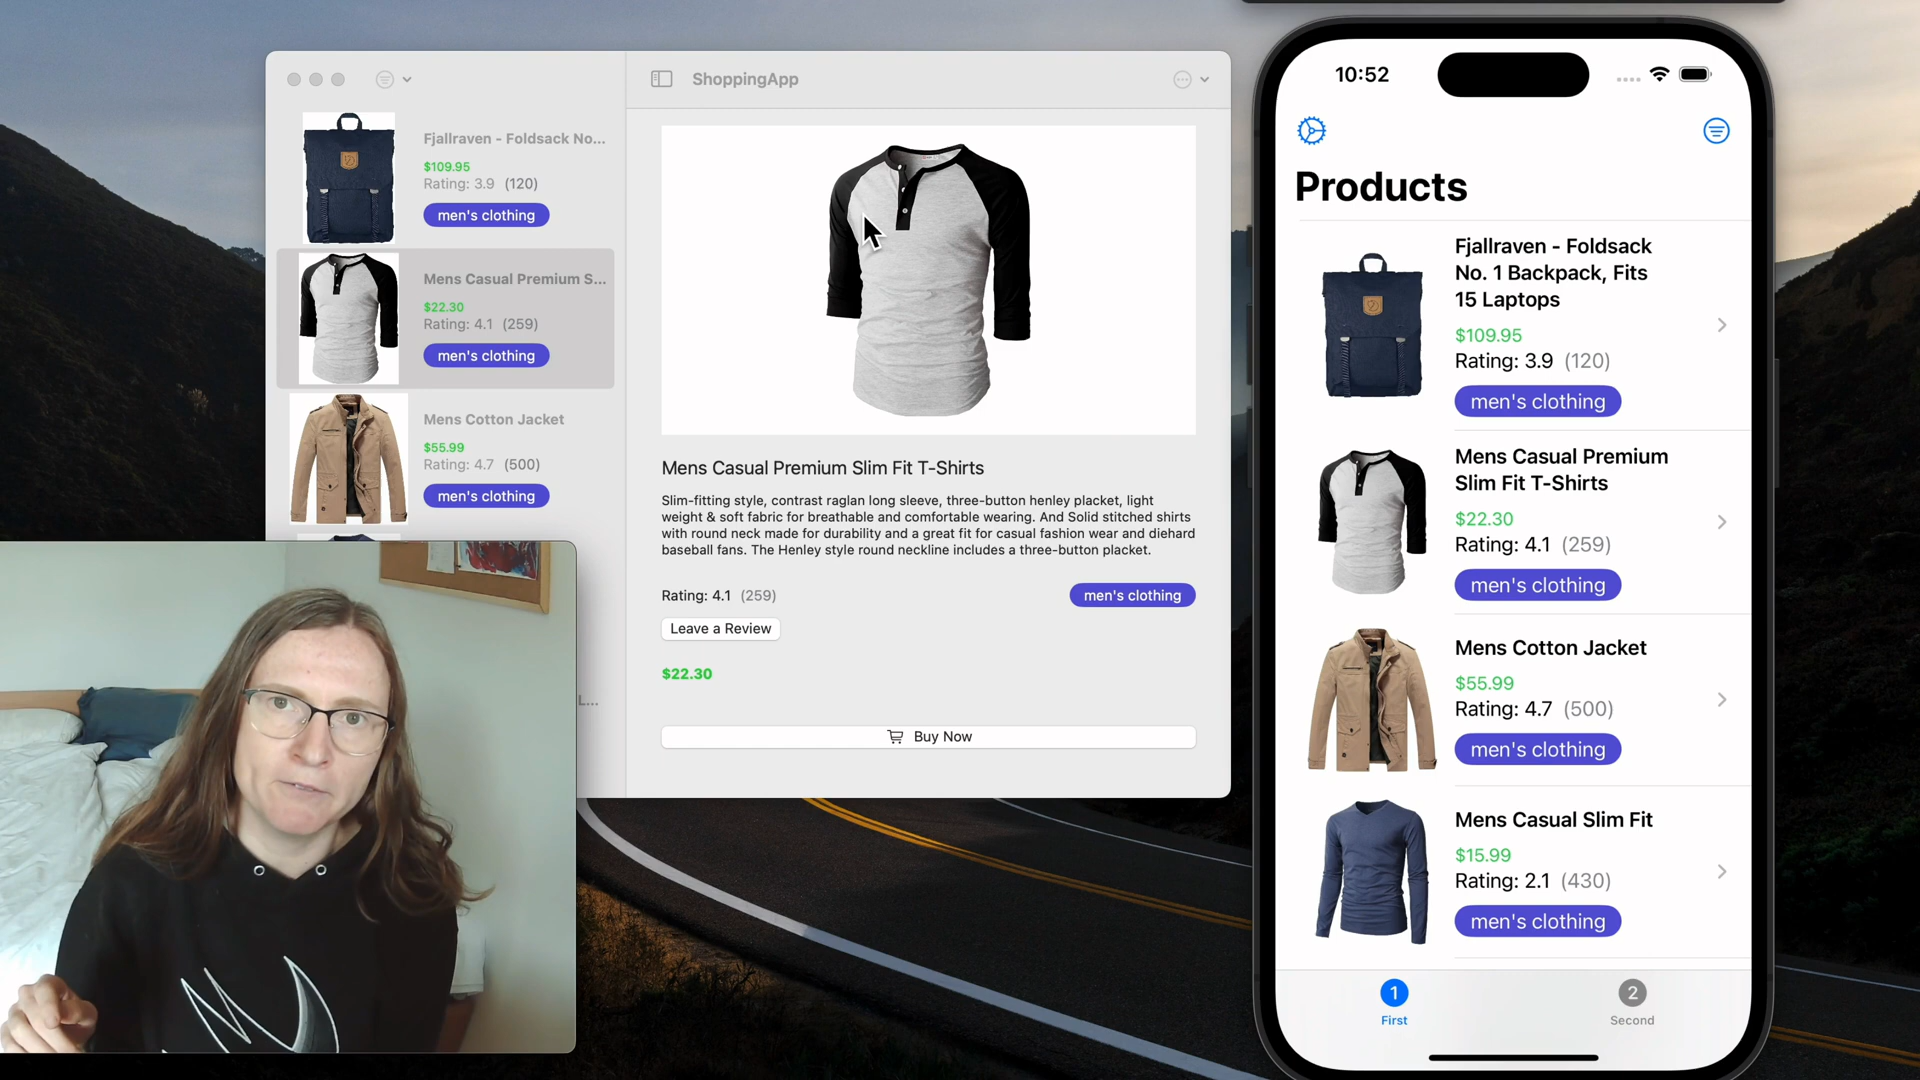 ShoppingApp
Fjallraven - Foldsack No...
$109.95
Rating: 3.9 (120)
men's clothing
Mens Casual Premium S...
$22.30
Rating: 4.1 (259)
men's clothing
Mens Cotton Jacket
$55.99
Rating: 4.7 (500)
men's clothing
L...
Mens Casual Premium Slim Fit T-Shirts
Slim-fitting style, contrast raglan long sleeve, three-button henley placket, light
weight & soft fabric for breathable and comfortable wearing. And Solid stitched shirts
with round neck made for durability and a great fit for casual fashion wear and diehard
baseball fans. The Henley style round neckline includes a three-button placket.
Rating: 4.1 (259)
men's clothing
Leave a Review
$22.30
Buy Now
10:52
Products
Fjallraven - Foldsack
No. 1 Backpack, Fits
15 Laptops
$109.95
Rating: 3.9 (120)
men's clothing
Mens Casual Premium
Slim Fit T-Shirts
$22.30
Rating: 4.1 (259)
men's clothing
Mens Cotton Jacket
$55.99
Rating: 4.7 (500)
men's clothing
Mens Casual Slim Fit
$15.99
Rating: 2.1 (430)
men's clothing
1
First
2
Second